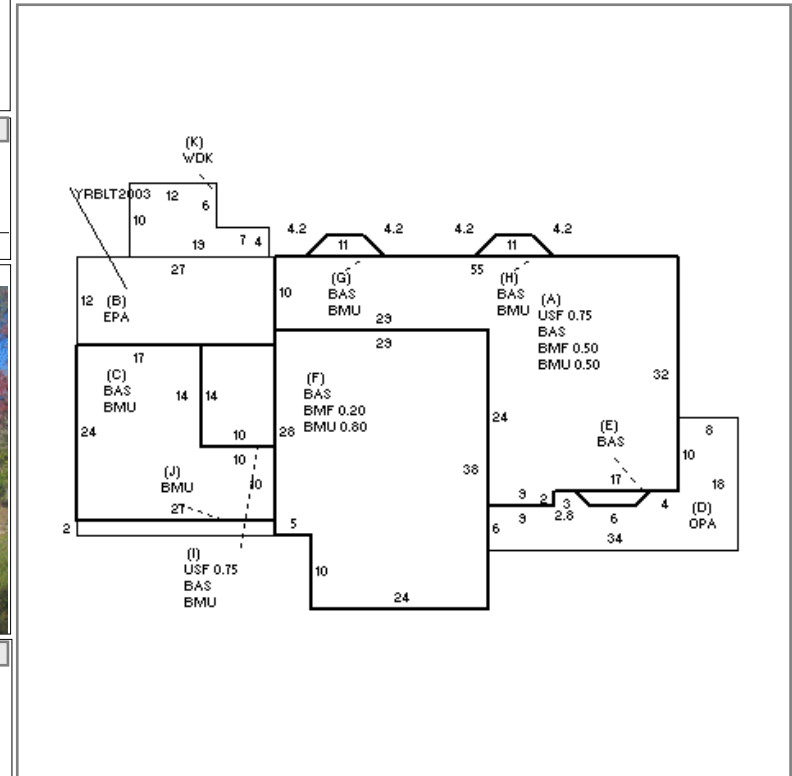 (K)
WDK
YRBLT2003
12
6
10
19
7
4
4.2
11
4.2
4.2
11
4.2
27
55
12
(B)
EPA
10
(G)
BAS
BMU
(H)
BAS
BMU
(A)
USF 0.75
BAS
BMF 0.50
BMU 0.50
29
29
17
(C)
BAS
BMU
14
14
(F)
BAS
BMF 0.20
BMU 0.80
32
24
10
28
24
(E)
BAS
8
10
10
(J)
BMU
10
38
17
10
18
27
9
2
3
2.8
6
4
(D)
OPA
2
5
9
6
34
(I)
USF 0.75
BAS
BMU
10
24